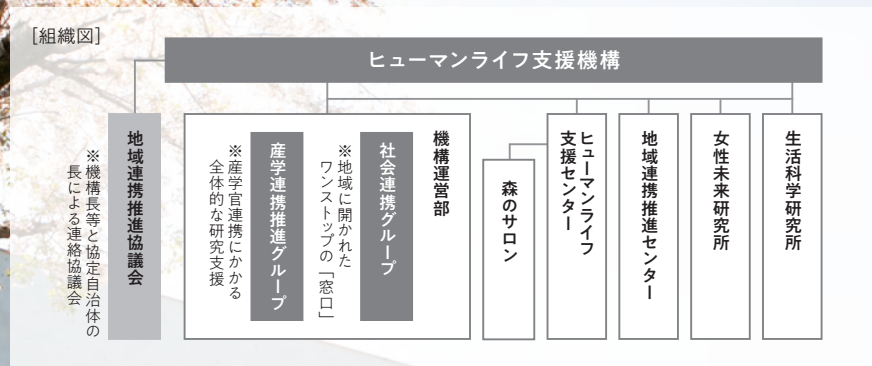 [組織図]
ヒューマンライフ支援機構
生活科学研究所
女性未来研究所
地域連携推進センター
ヒューマンライフ
支援センター
森のサロン
機構運営部
社会連携グループ
※地域に開かれた
ワンストップの「窓口」
産学連携推進グループ
※産学官連携にかかる
全体的な研究支援
地域連携推進協議会
※機構長等と協定自治体の
長による連絡協議会